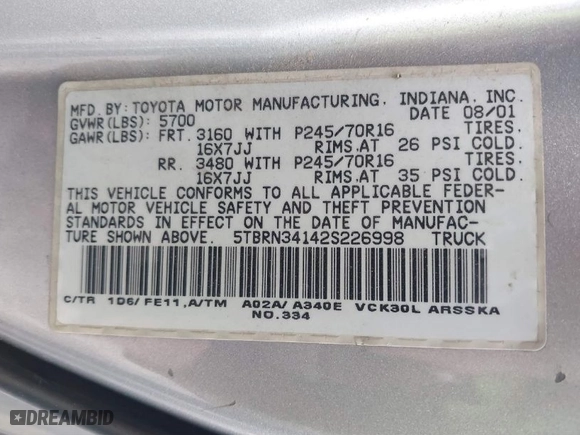 MFD. BY: TOYOTA MOTOR MANUFACTURING, INDIANA, INC.
GVWR(LBS): 5700 DATE 08/01
GAWR(LBS): FRT. 3160 WITH P245/70R16 TIRES.
16X7JJ RIMS.AT 26 PSI COLD.
RR. 3480 WITH P245/70R16 TIRES.
16X7JJ RIMS.AT 35 PSI COLD.
THIS VEHICLE CONFORMS TO ALL APPLICABLE FEDER-
AL MOTOR VEHICLE SAFETY AND THEFT PREVENTION
STANDARDS IN EFFECT ON THE DATE OF MANUFAC-
TURE SHOWN ABOVE. 5TBRN34142S226998 TRUCK
C/TR 1D6/ FE11,A/TM A02A/ A340E VCK30L ARSSKA
NO.334
DREAMBID